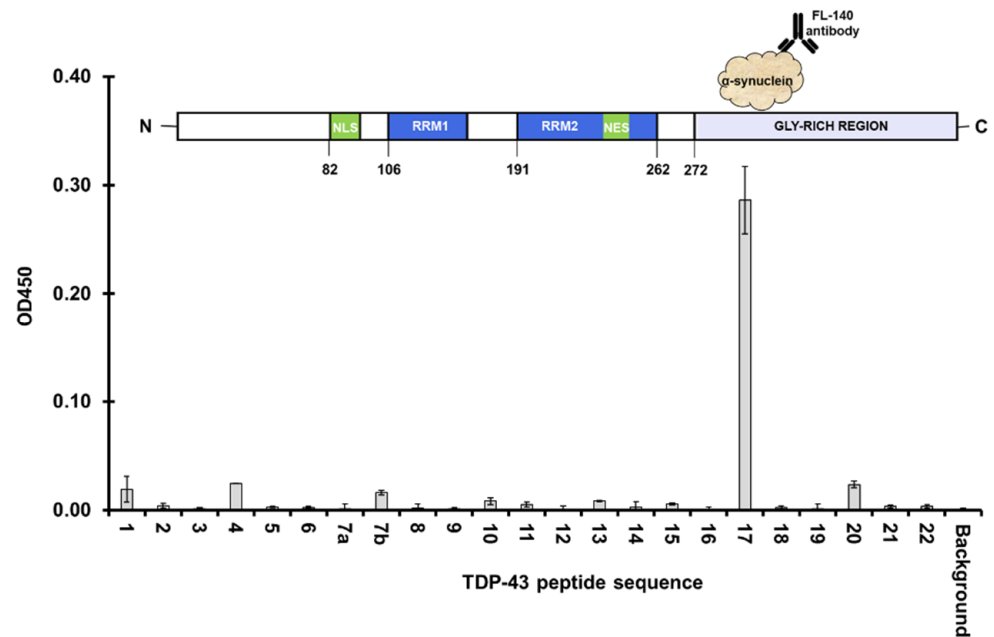 FL-140
antibody
α-synuclein
0.40
N
NLS
RRM1
RRM2
NES
GLY-RICH REGION
C
82
106
191
262
272
0.30
0.20
0.10
0.00
OD450
1
2
3
4
5
6
7a
7b
8
9
10
11
12
13
14
15
16
17
18
19
20
21
22
Background
TDP-43 peptide sequence